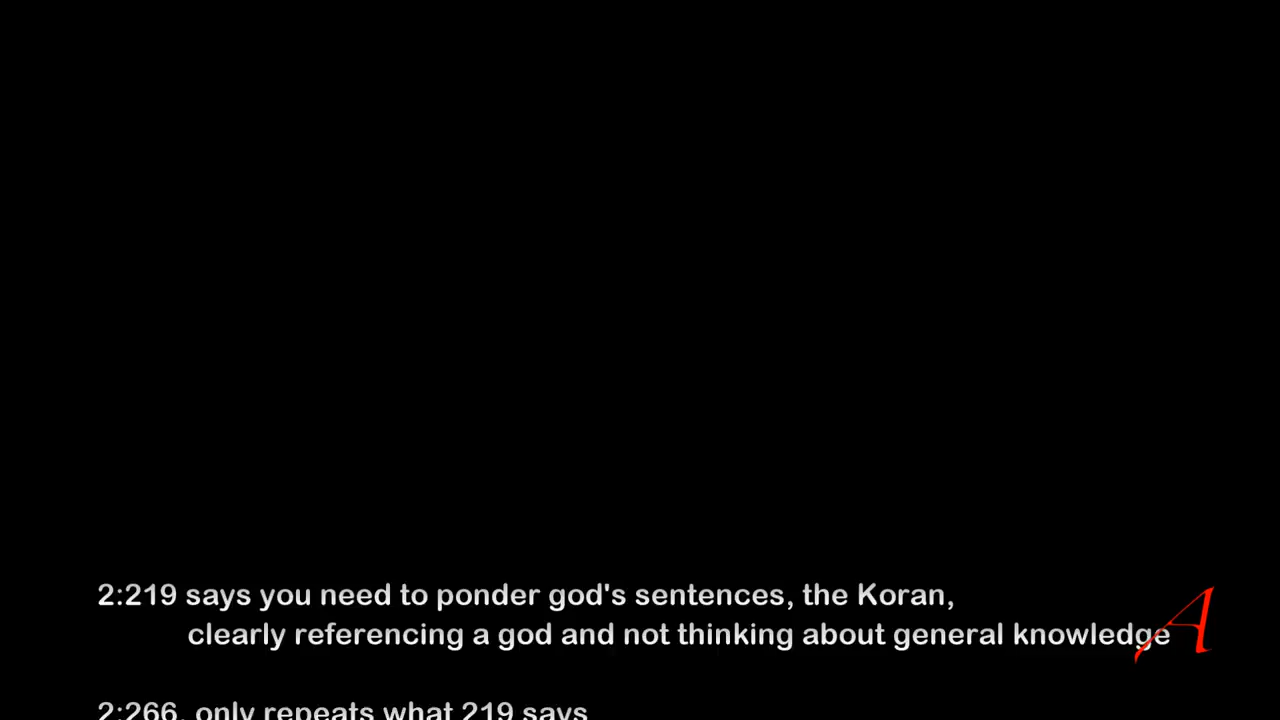 2:219 says you need to ponder god's sentences, the Koran,
clearly referencing a god and not thinking about general knowledge
A
2:266, only repeats what 219 says